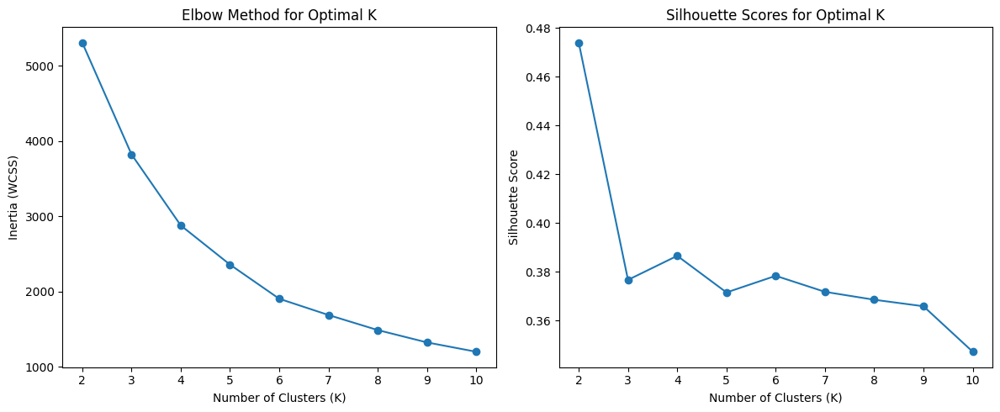 Elbow Method for Optimal K
Inertia (WCSS)
5000
4000
3000
2000
1000
2 3 4 5 6 7 8 9 10
Number of Clusters (K)
Silhouette Scores for Optimal K
Silhouette Score
0.48
0.46
0.44
0.42
0.40
0.38
0.36
2 3 4 5 6 7 8 9 10
Number of Clusters (K)